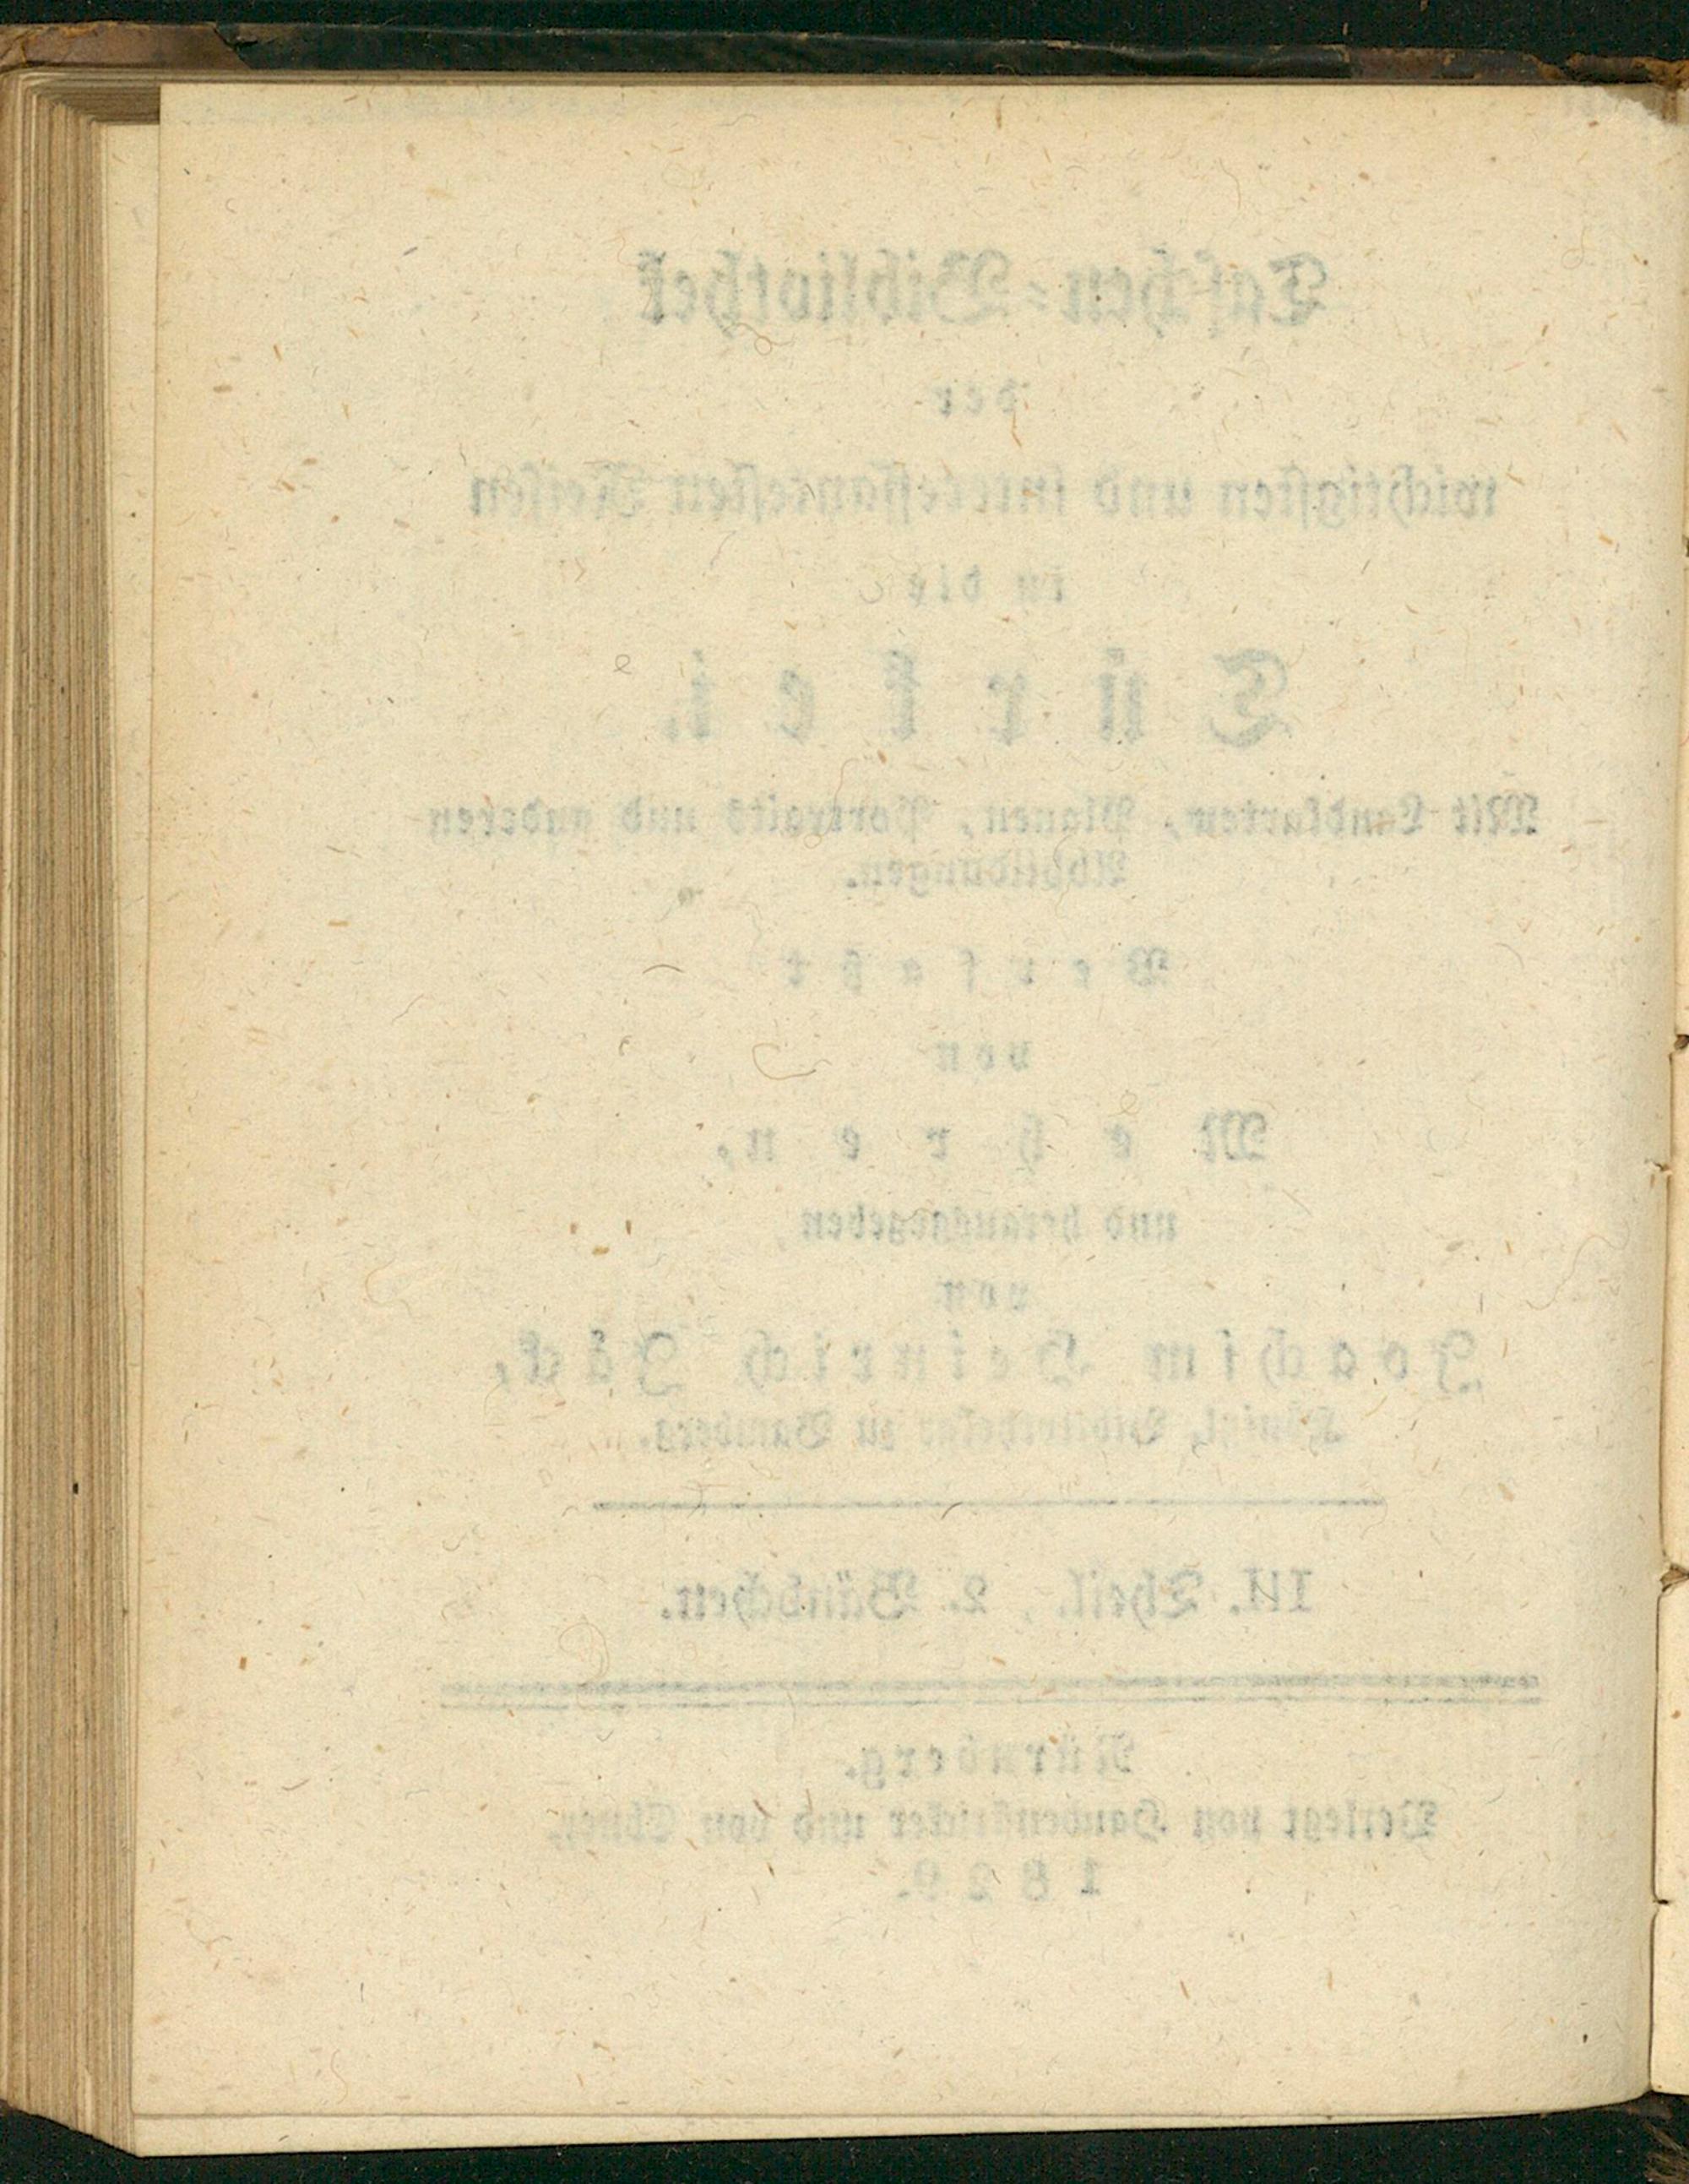 Taschen-Bibliothek
der
wichtigsten und interessantesten Reisen
in die
Türkei.
Mit Landkarten, Planen, Portraits und anderen
Abbildungen.
Verfaßt
von
Mehren,
und herausgegeben
von
Joachim Heinrich Jäck,
Königl. Bibliothekar zu Bamberg.
III. Theil. 2. Bändchen.
Nürnberg.
Verlegt von Haubenstricker und von Ebner.
1829.